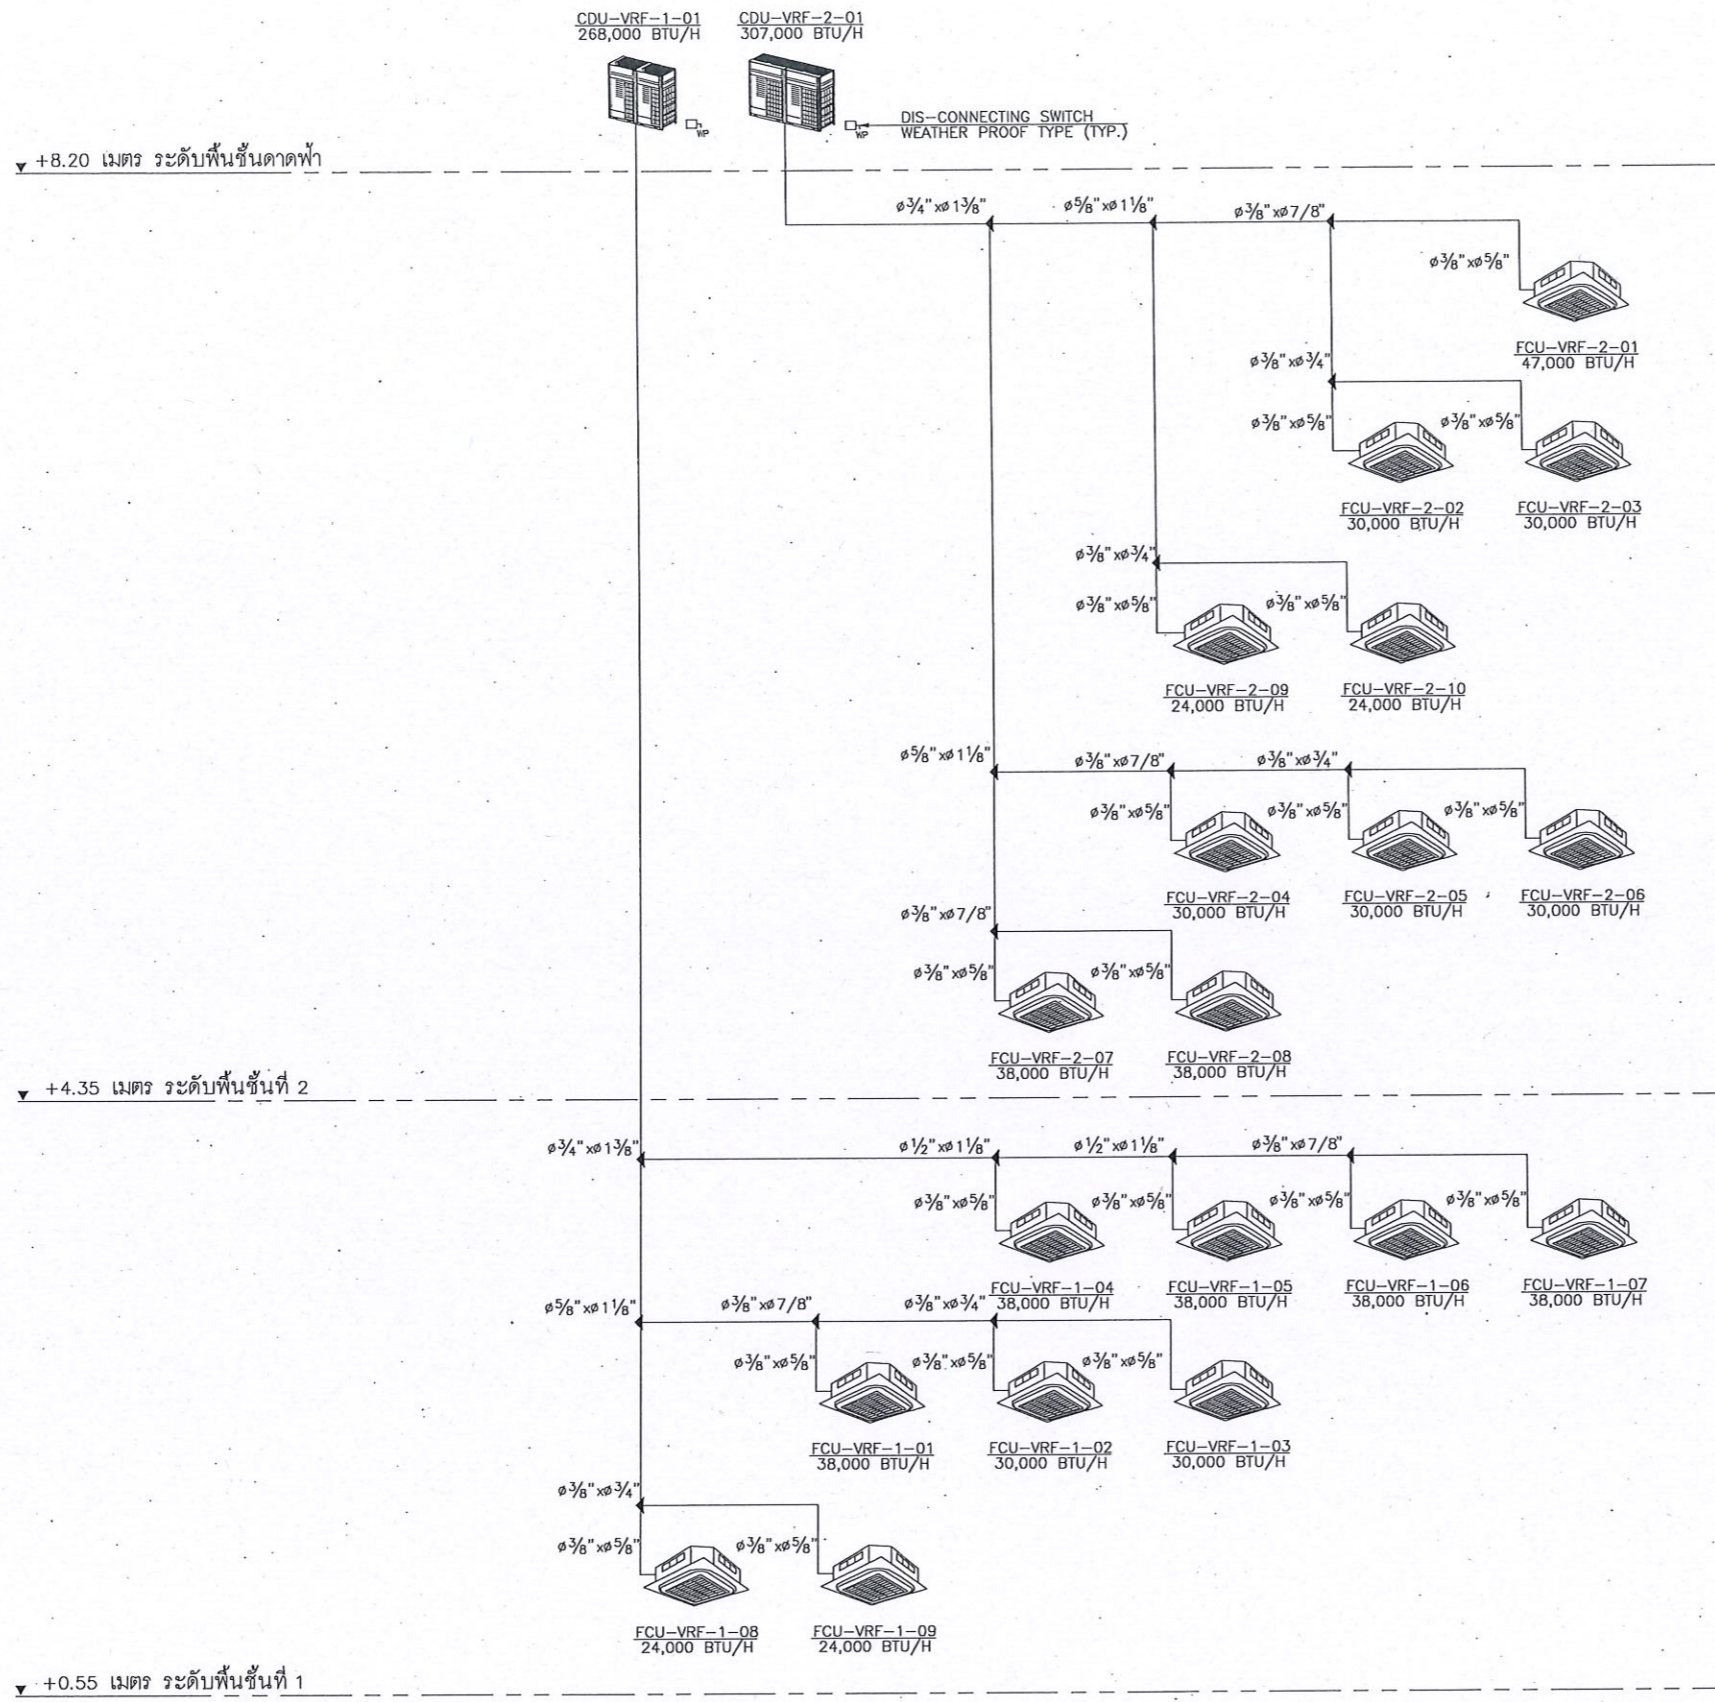 CDU-VRF-1-01
268,000 BTU/H
CDU-VRF-2-01
307,000 BTU/H
WP
WP
DIS-CONNECTING SWITCH
WEATHER PROOF TYPE (TYP.)
+8.20 เมตร ระดับพื้นชั้นดาดฟ้า
ø3/4"xø1 3/8"
ø5/8"xø1 1/8"
ø3/8"xø7/8"
ø3/8"xø5/8"
FCU-VRF-2-01
47,000 BTU/H
ø3/8"xø3/4"
ø3/8"xø5/8"
ø3/8"xø5/8"
FCU-VRF-2-02
30,000 BTU/H
FCU-VRF-2-03
30,000 BTU/H
ø3/8"xø3/4"
ø3/8"xø5/8"
ø3/8"xø5/8"
FCU-VRF-2-09
24,000 BTU/H
FCU-VRF-2-10
24,000 BTU/H
ø5/8"xø1 1/8"
ø3/8"xø7/8"
ø3/8"xø3/4"
ø3/8"xø5/8"
ø3/8"xø5/8"
ø3/8"xø5/8"
FCU-VRF-2-04
30,000 BTU/H
FCU-VRF-2-05
30,000 BTU/H
FCU-VRF-2-06
30,000 BTU/H
ø3/8"xø7/8"
ø3/8"xø5/8"
ø3/8"xø5/8"
FCU-VRF-2-07
38,000 BTU/H
FCU-VRF-2-08
38,000 BTU/H
+4.35 เมตร ระดับพื้นชั้นที่ 2
ø3/4"xø1 3/8"
ø1/2"xø1 1/8"
ø1/2"xø1 1/8"
ø3/8"xø7/8"
ø3/8"xø5/8"
ø3/8"xø5/8"
ø3/8"xø5/8"
ø3/8"xø5/8"
FCU-VRF-1-04
38,000 BTU/H
FCU-VRF-1-05
38,000 BTU/H
FCU-VRF-1-06
38,000 BTU/H
FCU-VRF-1-07
38,000 BTU/H
ø5/8"xø1 1/8"
ø3/8"xø7/8"
ø3/8"xø3/4"
ø3/8"xø5/8"
ø3/8"xø5/8"
ø3/8"xø5/8"
FCU-VRF-1-01
38,000 BTU/H
FCU-VRF-1-02
30,000 BTU/H
FCU-VRF-1-03
30,000 BTU/H
ø3/8"xø3/4"
ø3/8"xø5/8"
ø3/8"xø5/8"
FCU-VRF-1-08
24,000 BTU/H
FCU-VRF-1-09
24,000 BTU/H
+0.55 เมตร ระดับพื้นชั้นที่ 1